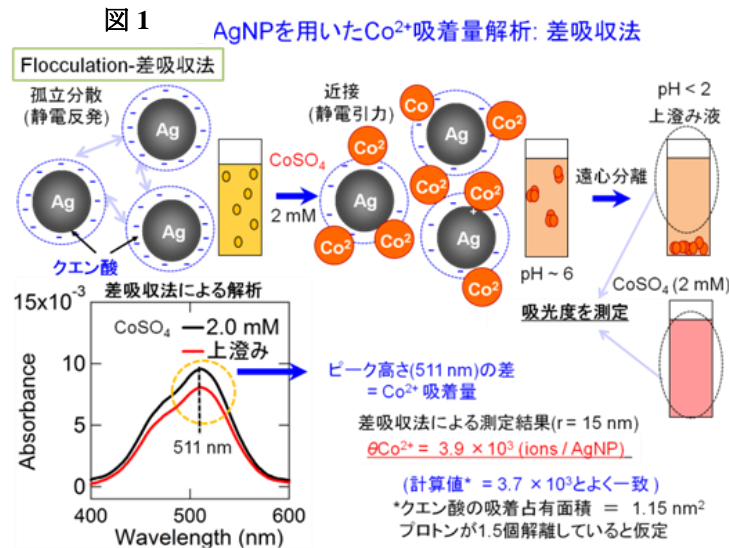 図1
AgNPを用いたCo2+吸着量解析: 差吸収法
Flocculation-差吸収法
孤立分散
(静電反発)
Ag
Ag
Ag
クエン酸
CoSO4
2 mM
近接
(静電引力)
Co
Co2
Co2
Co2
Co2
Co2
Co2
Co2
Ag
Ag
Ag
+
pH ~ 6
遠心分離
pH < 2
上澄み液
CoSO4 (2 mM)
吸光度を測定
差吸収法による解析
15×10-3
10
5
0
Absorbance
CoSO4
2.0 mM
上澄み
511 nm
400
500
600
Wavelength (nm)
ピーク高さ(511 nm)の差
= Co2+ 吸着量
差吸収法による測定結果(r = 15 nm)
θCo2+ = 3.9 × 103 (ions / AgNP)
(計算値* = 3.7 ×103とよく一致 )
*クエン酸の吸着占有面積 = 1.15 nm2
プロトンが1.5個解離していると仮定